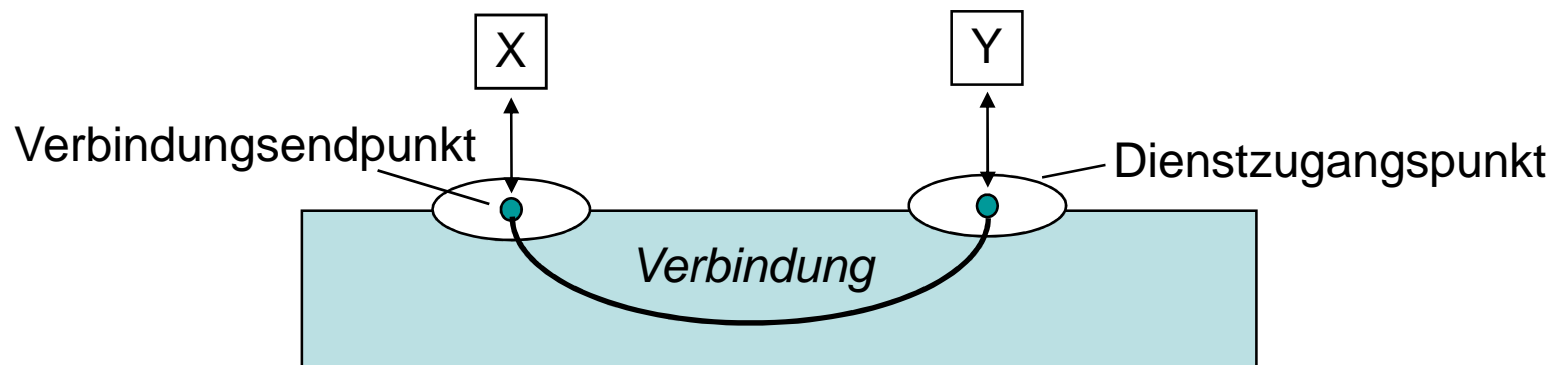 X
Y
Verbindungsendpunkt
Dienstzugangspunkt
Verbindung